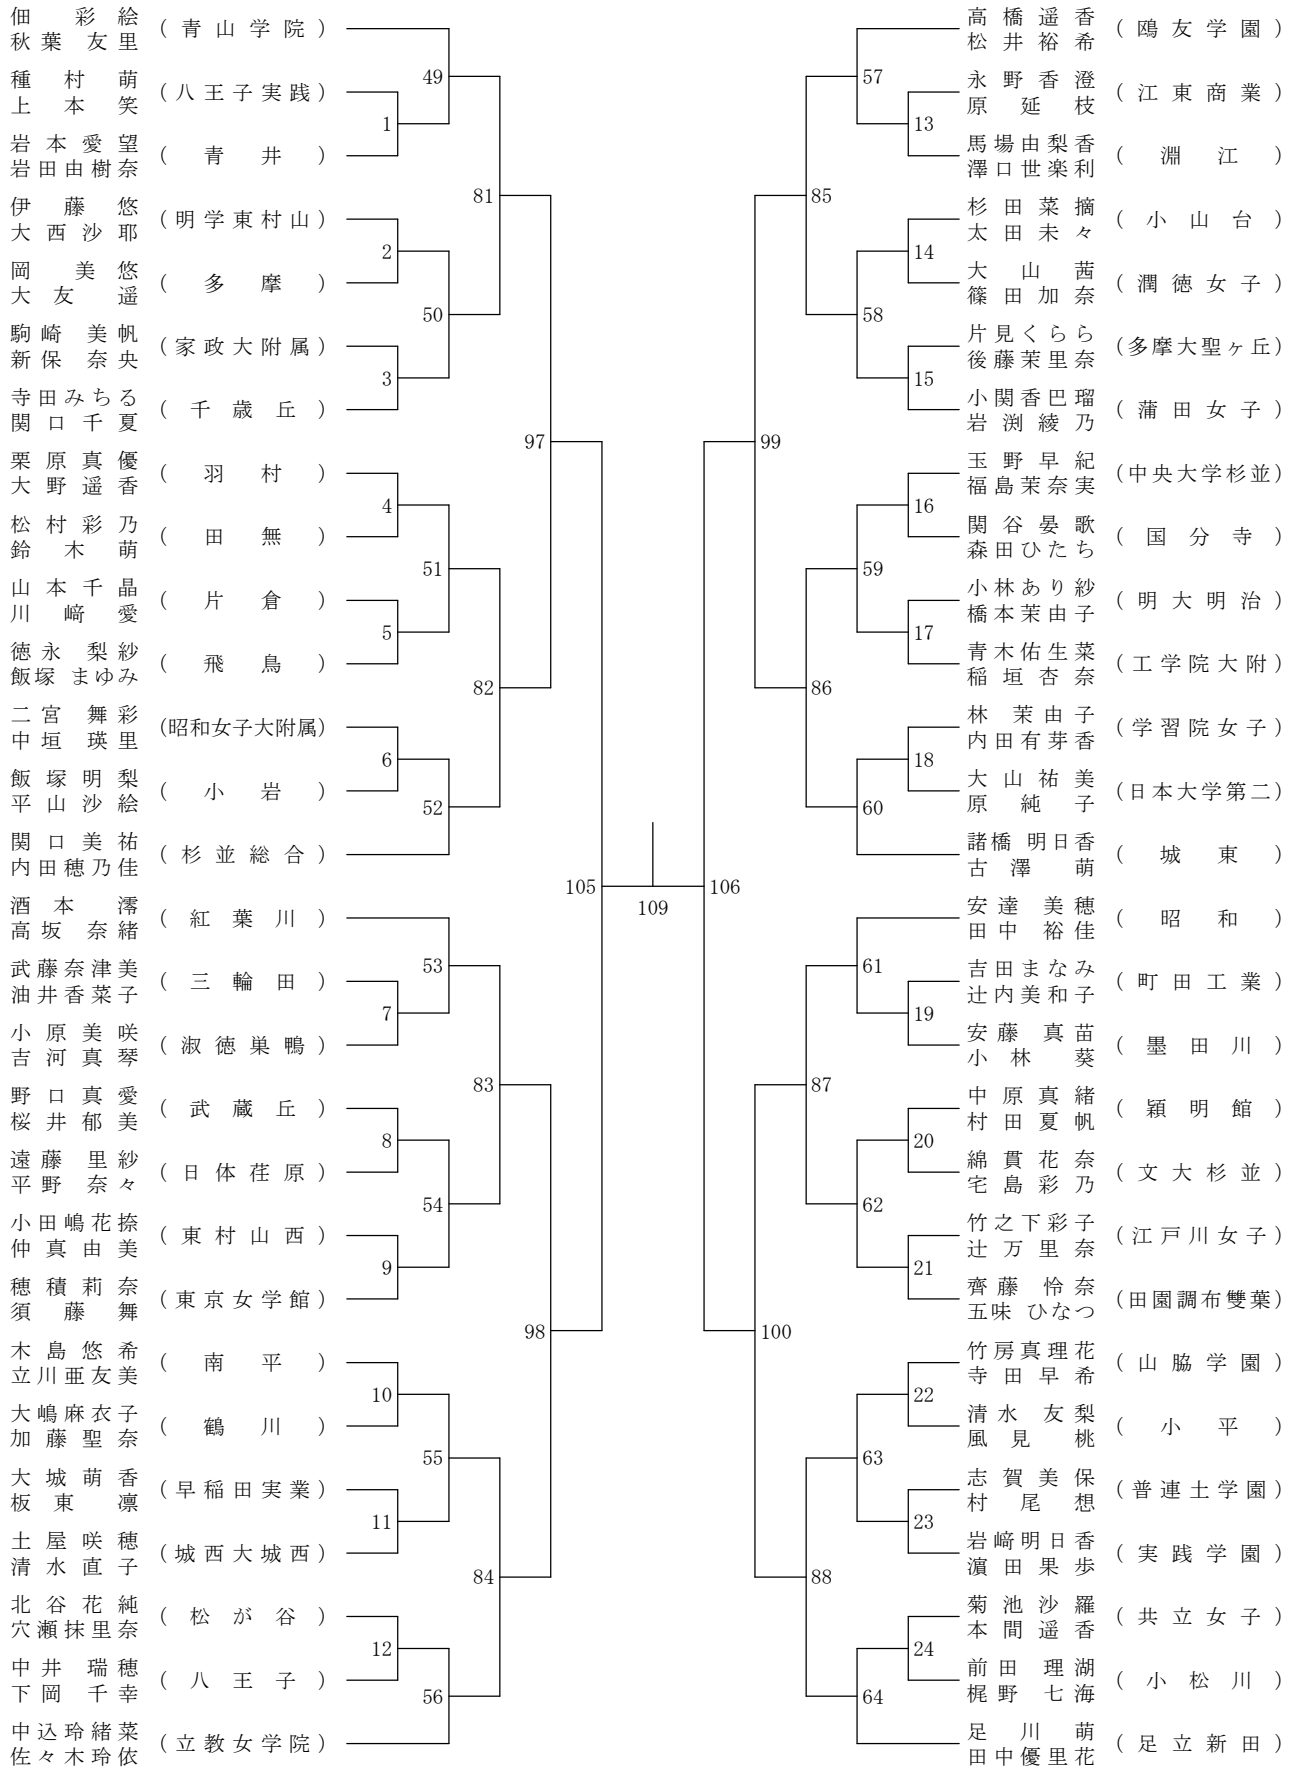 佃彩絵
秋葉友里
(青山学院)
種村萌
上本笑
(八王子実践)
岩本愛望
岩田由樹奈
(青井)
伊藤悠
大西沙耶
(明学東村山)
岡美悠
大友遥
(多摩)
駒崎美帆
新保奈央
(家政大附属)
寺田みちる
関口千夏
(千歳丘)
栗原真優
大野遥香
(羽村)
松村彩乃
鈴木萌
(田無)
山本千晶
川﨑愛
(片倉)
徳永梨紗
飯塚まゆみ
(飛鳥)
二宮舞彩
中垣瑛里
(昭和女子大附属)
飯塚明梨
平山沙絵
(小岩)
関口美祐
内田穂乃佳
(杉並総合)
酒本澪
高坂奈緒
(紅葉川)
武藤奈津美
油井香菜子
(三輪田)
小原美咲
吉河真琴
(淑徳巣鴨)
野口真愛
桜井郁美
(武蔵丘)
遠藤里紗
平野奈々
(日体荏原)
小田嶋花捺
仲真由美
(東村山西)
穂積莉奈
須藤舞
(東京女学館)
木島悠希
立川亜友美
(南平)
大嶋麻衣子
加藤聖奈
(鶴川)
大城萌香
板東凛
(早稲田実業)
土屋咲穂
清水直子
(城西大城西)
北谷花純
穴瀬抹里奈
(松が谷)
中井瑞穂
下岡千幸
(八王子)
中込玲緒菜
佐々木玲依
(立教女学院)
1
2
3
4
5
6
7
8
9
10
11
12
49
50
51
52
53
54
55
56
81
82
83
84
97
98
105
109
106
99
100
85
86
87
88
57
58
59
60
61
62
63
64
13
14
15
16
17
18
19
20
21
22
23
24
高橋遥香
松井裕希
(鴎友学園)
永野香澄
原延枝
(江東商業)
馬場由梨香
澤口世楽利
(淵江)
杉田菜摘
太田未々
(小山台)
大山茜
篠田加奈
(潤徳女子)
片見くらら
後藤茉里奈
(多摩大聖ヶ丘)
小関香巴瑠
岩渕綾乃
(蒲田女子)
玉野早紀
福島茉奈実
(中央大学杉並)
関谷晏歌
森田ひたち
(国分寺)
小林あり紗
橋本茉由子
(明大明治)
青木佑生菜
稲垣杏奈
(工学院大附)
林茉由子
内田有芽香
(学習院女子)
大山祐美
原純子
(日本大学第二)
諸橋明日香
古澤萌
(城東)
安達美穂
田中裕佳
(昭和)
吉田まなみ
辻内美和子
(町田工業)
安藤真苗
小林葵
(墨田川)
中原真緒
村田夏帆
(穎明館)
綿貫花奈
宅島彩乃
(文大杉並)
竹之下彩子
辻万里奈
(江戸川女子)
齊藤怜奈
五味ひなつ
(田園調布雙葉)
竹房真理花
寺田早希
(山脇学園)
清水友梨
風見桃
(小平)
志賀美保
村尾想
(普連土学園)
岩﨑明日香
濵田果歩
(実践学園)
菊池沙羅
本間遥香
(共立女子)
前田理湖
梶野七海
(小松川)
足川萌
田中優里花
(足立新田)